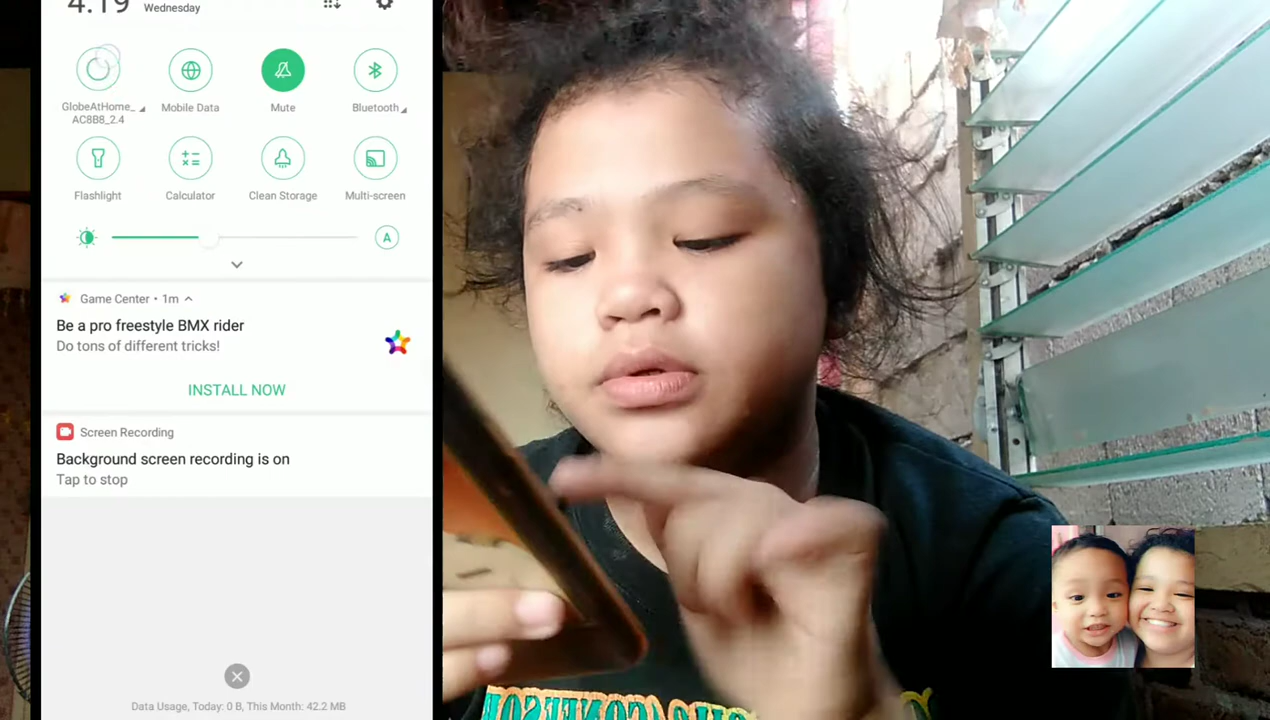 4:19
Wednesday
GlobeAtHome_
AC8B8_2.4
Mobile Data
Mute
Bluetooth
Flashlight
Calculator
Clean Storage
Multi-screen
A
Game Center • 1m
Be a pro freestyle BMX rider
Do tons of different tricks!
INSTALL NOW
Screen Recording
Background screen recording is on
Tap to stop
Data Usage, Today: 0 B, This Month: 42.2 MB